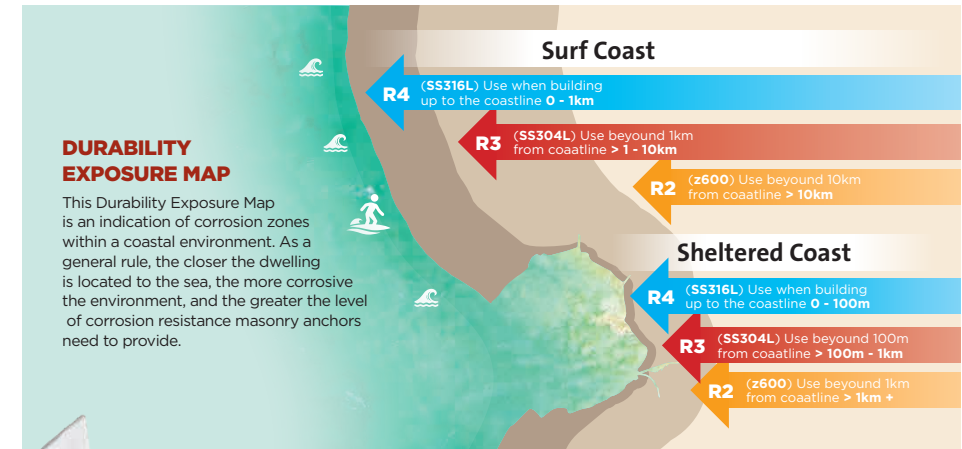 Surf Coast
R4
(SS316L) Use when building
up to the coastline 0 - 1km
R3
(SS304L) Use beyound 1km
from coaatline > 1 - 10km
R2
(z600) Use beyound 10km
from coaatline > 10km
DURABILITY
EXPOSURE MAP
This Durability Exposure Map
is an indication of corrosion zones
within a coastal environment. As a
general rule, the closer the dwelling
is located to the sea, the more corrosive
the environment, and the greater the level
of corrosion resistance masonry anchors
need to provide.
Sheltered Coast
R4
(SS316L) Use when building
up to the coastline 0 - 100m
R3
(SS304L) Use beyound 100m
from coaatline > 100m - 1km
R2
(z600) Use beyound 1km
from coaatline > 1km +